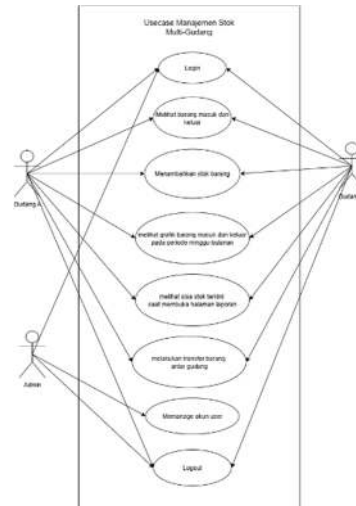 Usecase Manajemen Stok
Multi-Gudang
Login
Melihat barang masuk dan
keluar
Menambahkan stok barang
melihat grafik barang masuk dan keluar
pada periode minggu bulanan
melihat sisa stok terkini
saat membuka halaman laporan
melakukan transfer barang
antar gudang
Memanage akun user
Logout
Gudang A
Gudang
Admin